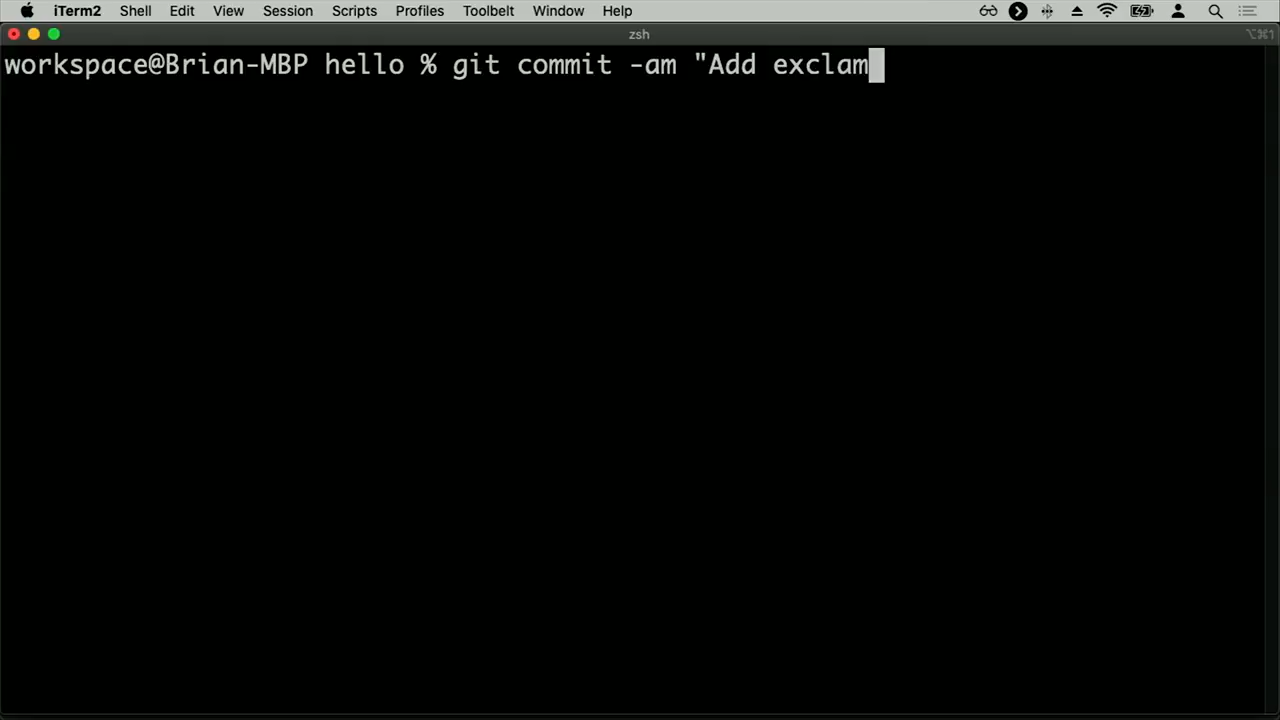 iTerm2 Shell Edit View Session Scripts Profiles Toolbelt Window Help
zsh ⌥⌘1
workspace@Brian-MBP hello % git commit -am "Add exclam